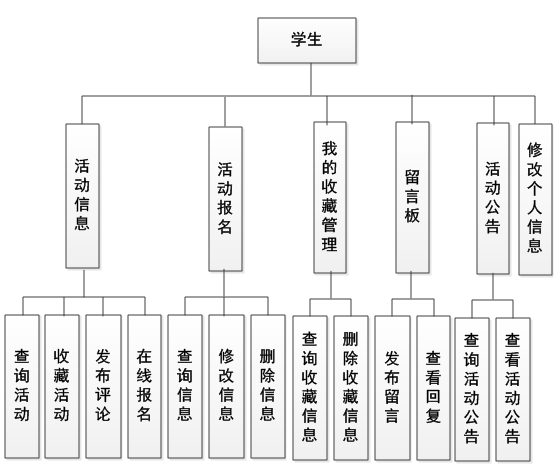 学生
活动信息
活动报名
我的收藏管理
留言板
活动公告
修改个人信息
查询活动
收藏活动
发布评论
在线报名
查询信息
修改信息
删除信息
查询收藏信息
删除收藏信息
发布留言
查看回复
查询活动公告
查看活动公告